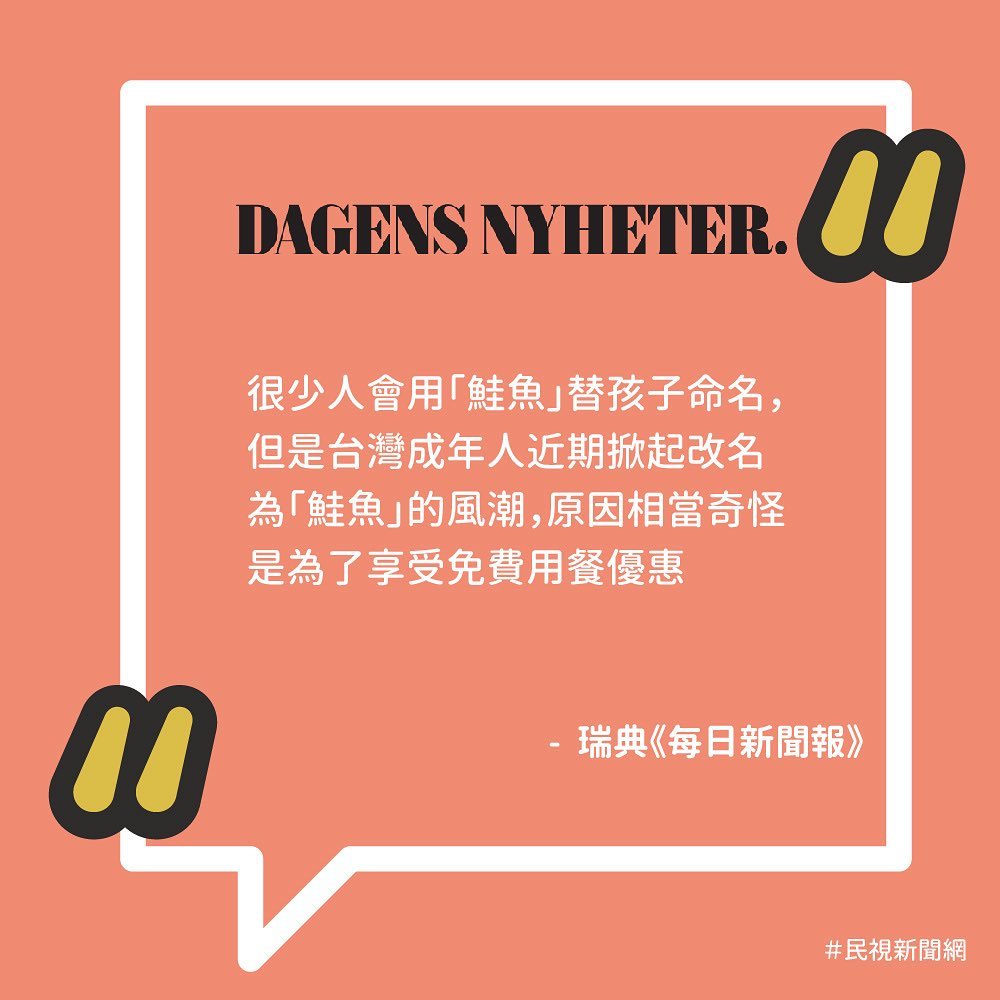 DAGENS NYHETER.
很少人會用「鮭魚」替孩子命名,
但是台灣成年人近期掀起改名
為「鮭魚」的風潮,原因相當奇怪
是為了享受免費用餐優惠
- 瑞典《每日新聞報》
#民視新聞網